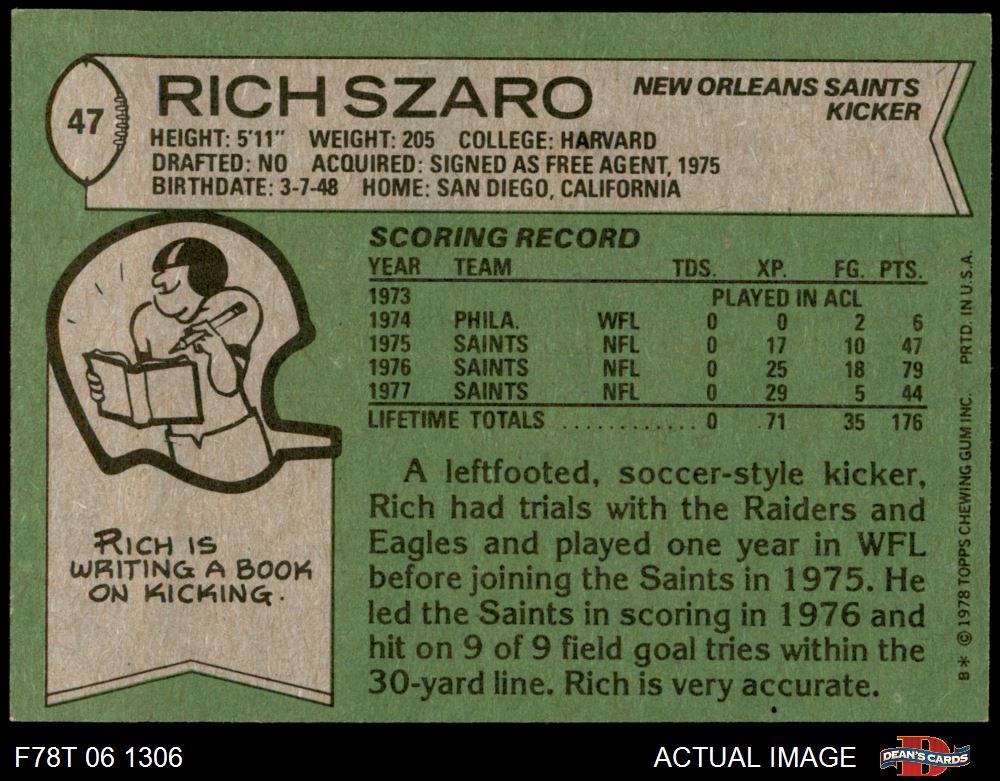 47
RICH SZARO
NEW ORLEANS SAINTS
KICKER
HEIGHT: 5'11" WEIGHT: 205 COLLEGE: HARVARD
DRAFTED: NO ACQUIRED: SIGNED AS FREE AGENT, 1975
BIRTHDATE: 3-7-48 HOME: SAN DIEGO, CALIFORNIA
SCORING RECORD
YEAR TEAM TDS. XP. FG. PTS.
1973 PLAYED IN ACL
1974 PHILA. WFL 0 0 2 6
1975 SAINTS NFL 0 17 10 47
1976 SAINTS NFL 0 25 18 79
1977 SAINTS NFL 0 29 5 44
LIFETIME TOTALS ............ 0 71 35 176
A leftfooted, soccer-style kicker,
Rich had trials with the Raiders and
Eagles and played one year in WFL
before joining the Saints in 1975. He
led the Saints in scoring in 1976 and
hit on 9 of 9 field goal tries within the
30-yard line. Rich is very accurate.
RICH IS
WRITING A BOOK
ON KICKING.
B* © 1978 TOPPS CHEWING GUM INC. PRTD. IN U.S.A.
F78T 06 1306
ACTUAL IMAGE
DEAN'S CARDS